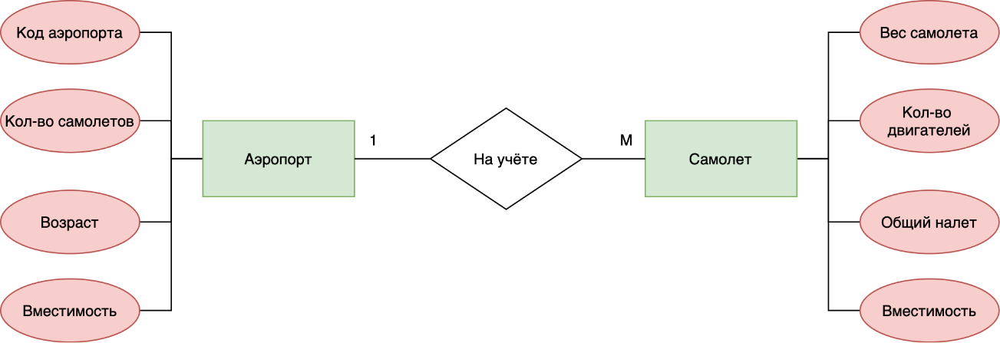 Код аэропорта
Кол-во самолетов
Возраст
Вместимость
Аэропорт
1
На учёте
М
Самолет
Вес самолета
Кол-во
двигателей
Общий налет
Вместимость